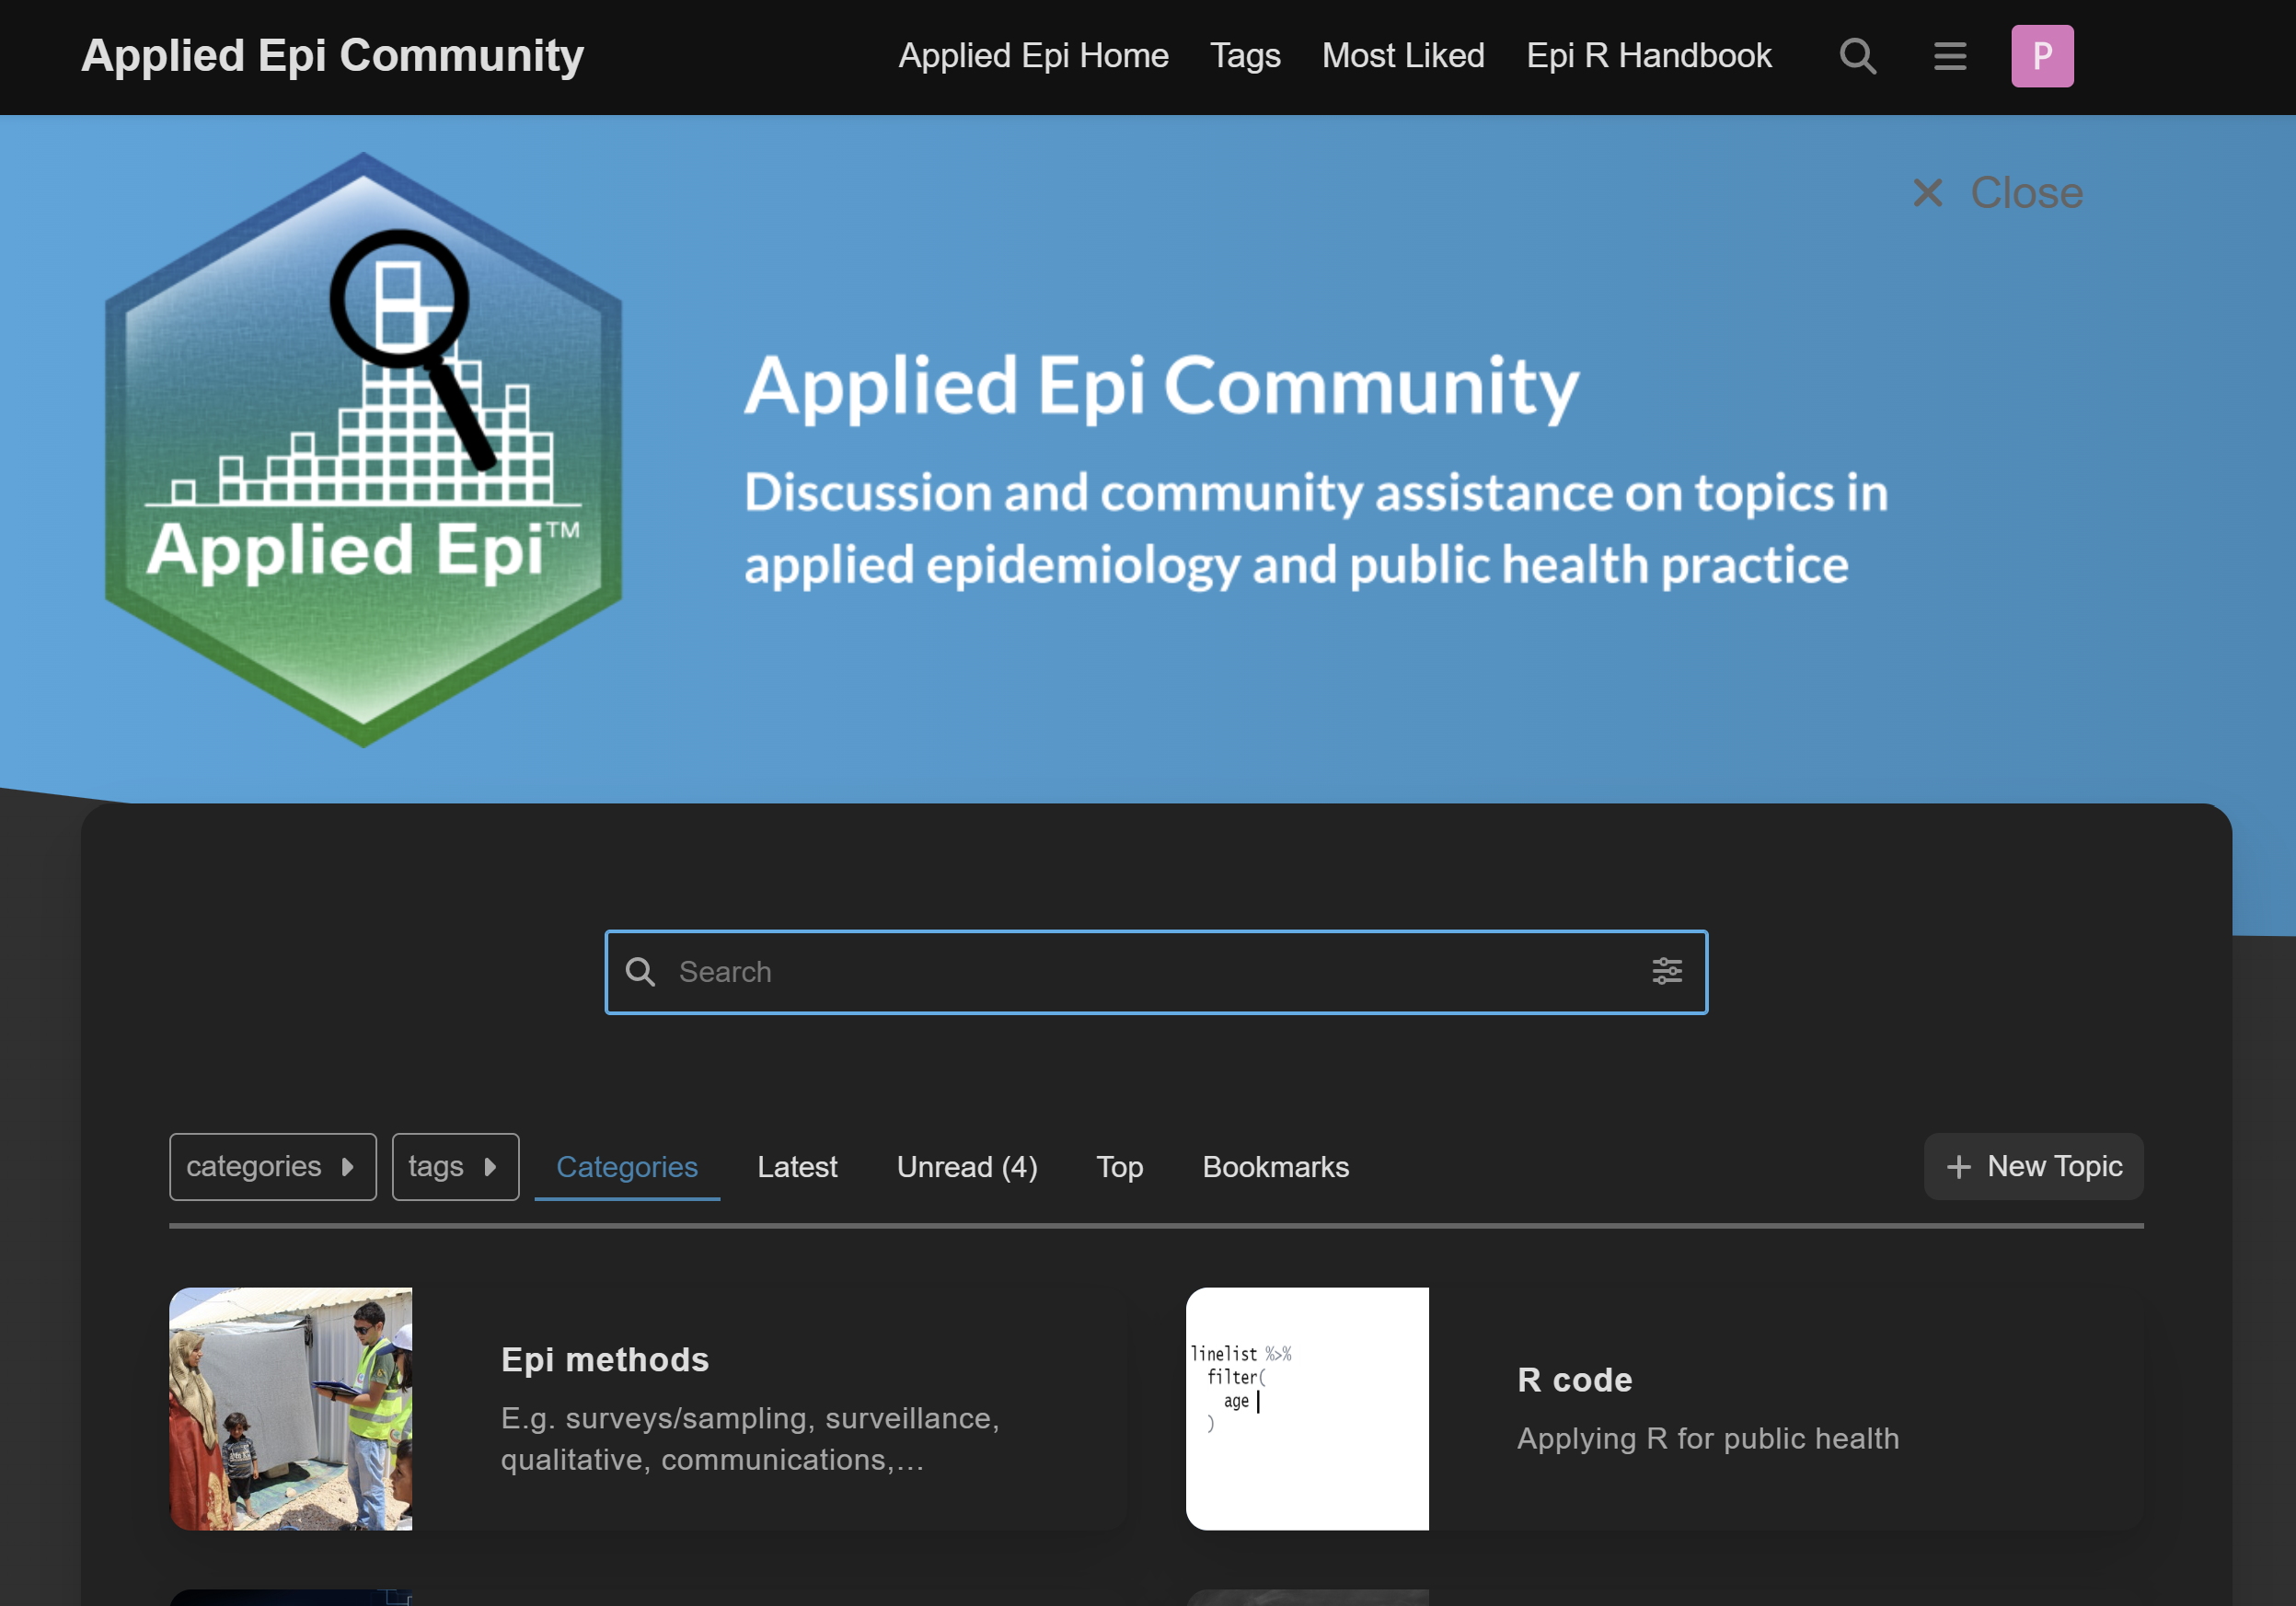 Applied Epi Community
Applied Epi Home
Tags
Most Liked
Epi R Handbook
P
Close
Applied Epi™
Applied Epi Community
Discussion and community assistance on topics in
applied epidemiology and public health practice
Search
categories
tags
Categories
Latest
Unread (4)
Top
Bookmarks
New Topic
Epi methods
E.g. surveys/sampling, surveillance,
qualitative, communications,...
linelist %>%
filter(
age
)
R code
Applying R for public health